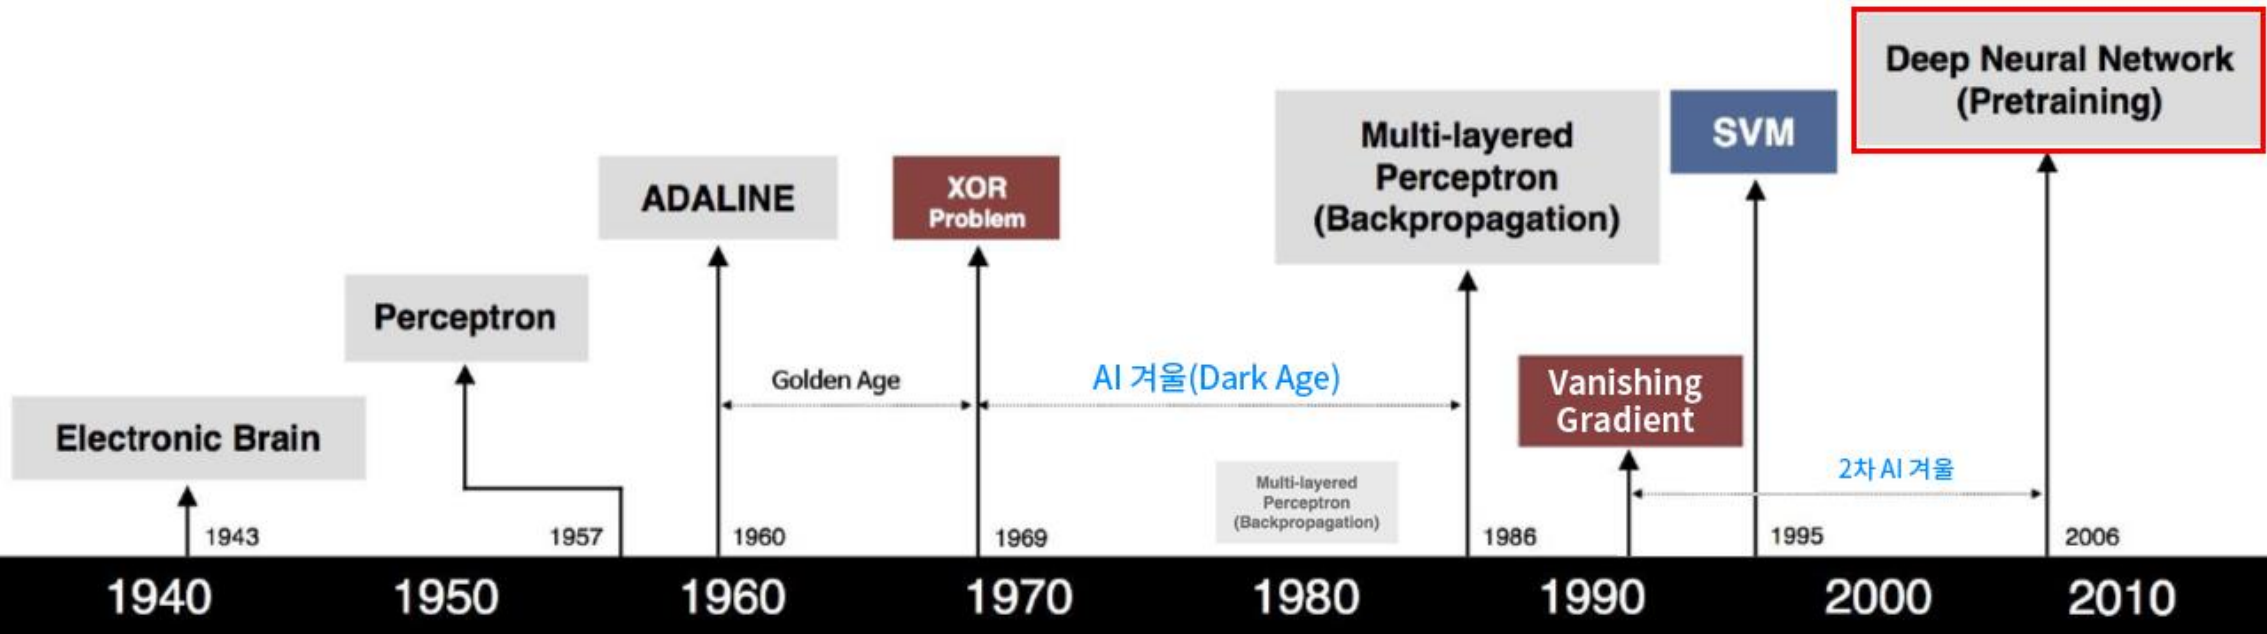 Deep Neural Network
(Pretraining)
Multi-layered
Perceptron
(Backpropagation)
SVM
ADALINE
XOR
Problem
Perceptron
Golden Age
AI 겨울(Dark Age)
Vanishing
Gradient
Electronic Brain
Multi-layered
Perceptron
(Backpropagation)
2차 AI 겨울
1943
1957
1960
1969
1986
1995
2006
1940
1950
1960
1970
1980
1990
2000
2010